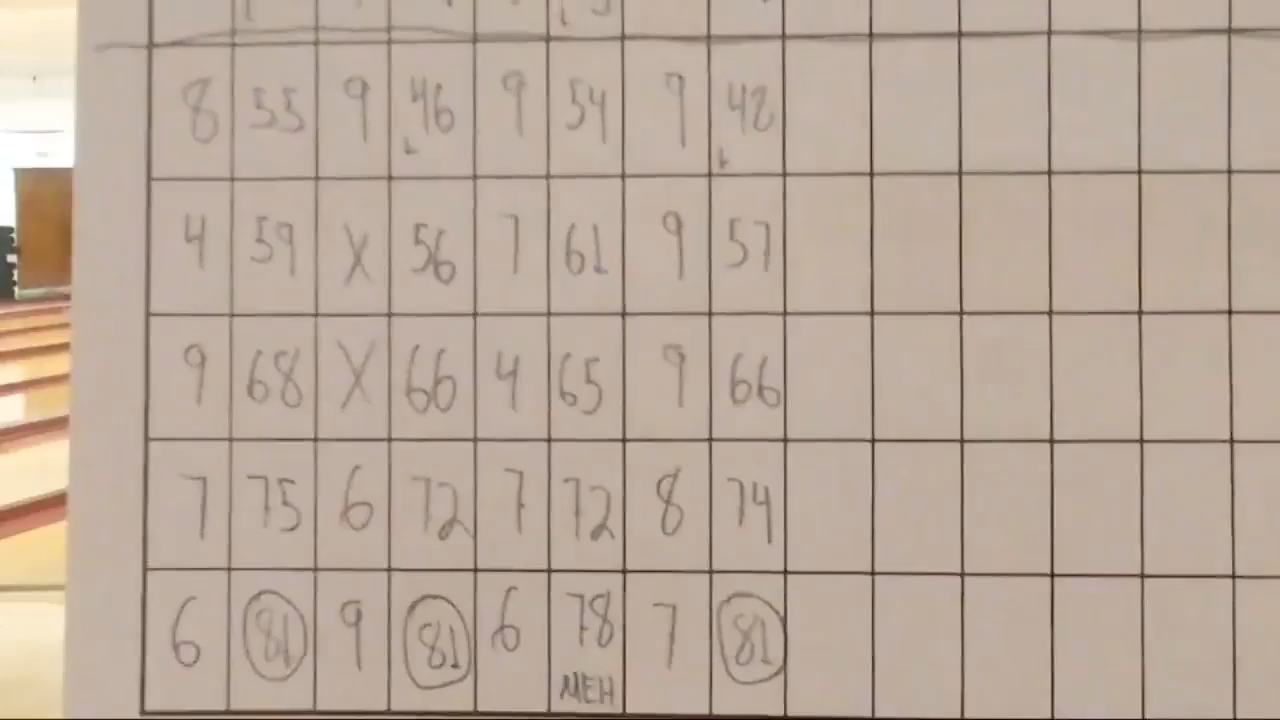 8 55 9 46 9 54 9 48
4 59 X 56 7 61 9 57
9 68 X 66 4 65 9 66
7 75 6 72 7 72 8 74
6 81 9 81 6 78 7 81
MEH